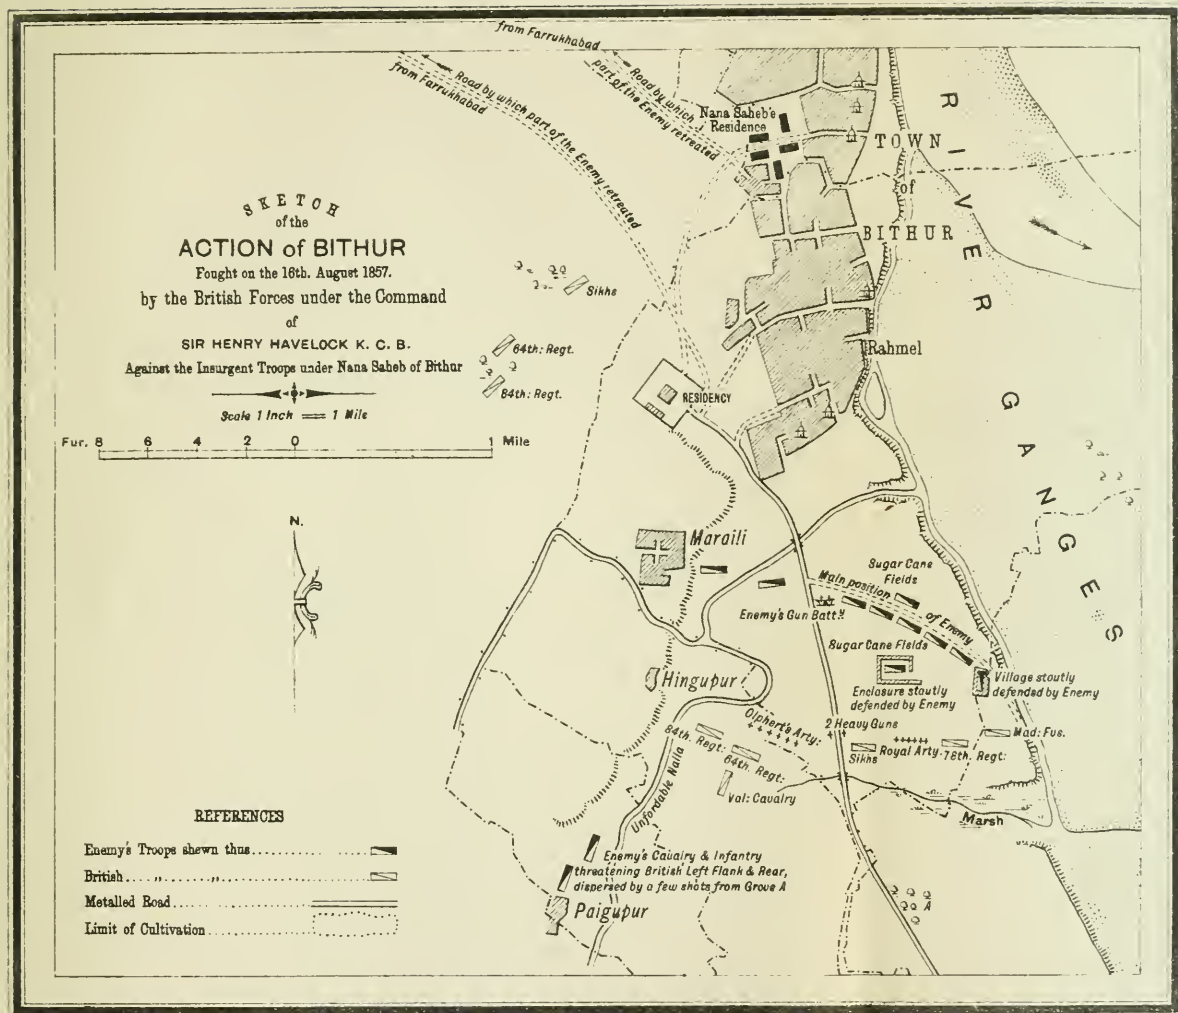 from Farrukhabad
Road by which
part of the Enemy retreated
Road by which part of the Enemy retreated
from Farrukhabad
Nana Saheb's
Residence
TOWN
of
BITHUR
RIVER GANGES
SKETCH
of the
ACTION of BITHUR
Fought on the 16th. August 1857.
by the British Forces under the Command
of
SIR HENRY HAVELOCK K. C. B.
Against the Insurgent Troops under Nana Saheb of Bithur
Scale 1 Inch = 1 Mile
Fur. 8 6 4 2 0 1 Mile
N.
Sikhs
64th: Regt.
84th: Regt.
Rahmel
RESIDENCY
Maraili
Sugar Cane
Fields
Main position of Enemy
Enemy's Gun Batt.y
Sugar Cane Fields
Enclosure stoutly
defended by Enemy
Village stoutly
defended by Enemy
Hingupur
Olphert's Arty:
2 Heavy Guns
84th. Regt:
64th. Regt:
Val: Cavalry
Sikhs
Royal Arty.
78th. Regt:
Mad: Fus.
Unfordable Nalla
Marsh
Enemy's Cavalry & Infantry
threatening British Left Flank & Rear,
dispersed by a few shots from Grove A
Paigupur
A
REFERENCES
Enemy's Troops shewn thus
British .. " .. "
Metalled Road
Limit of Cultivation